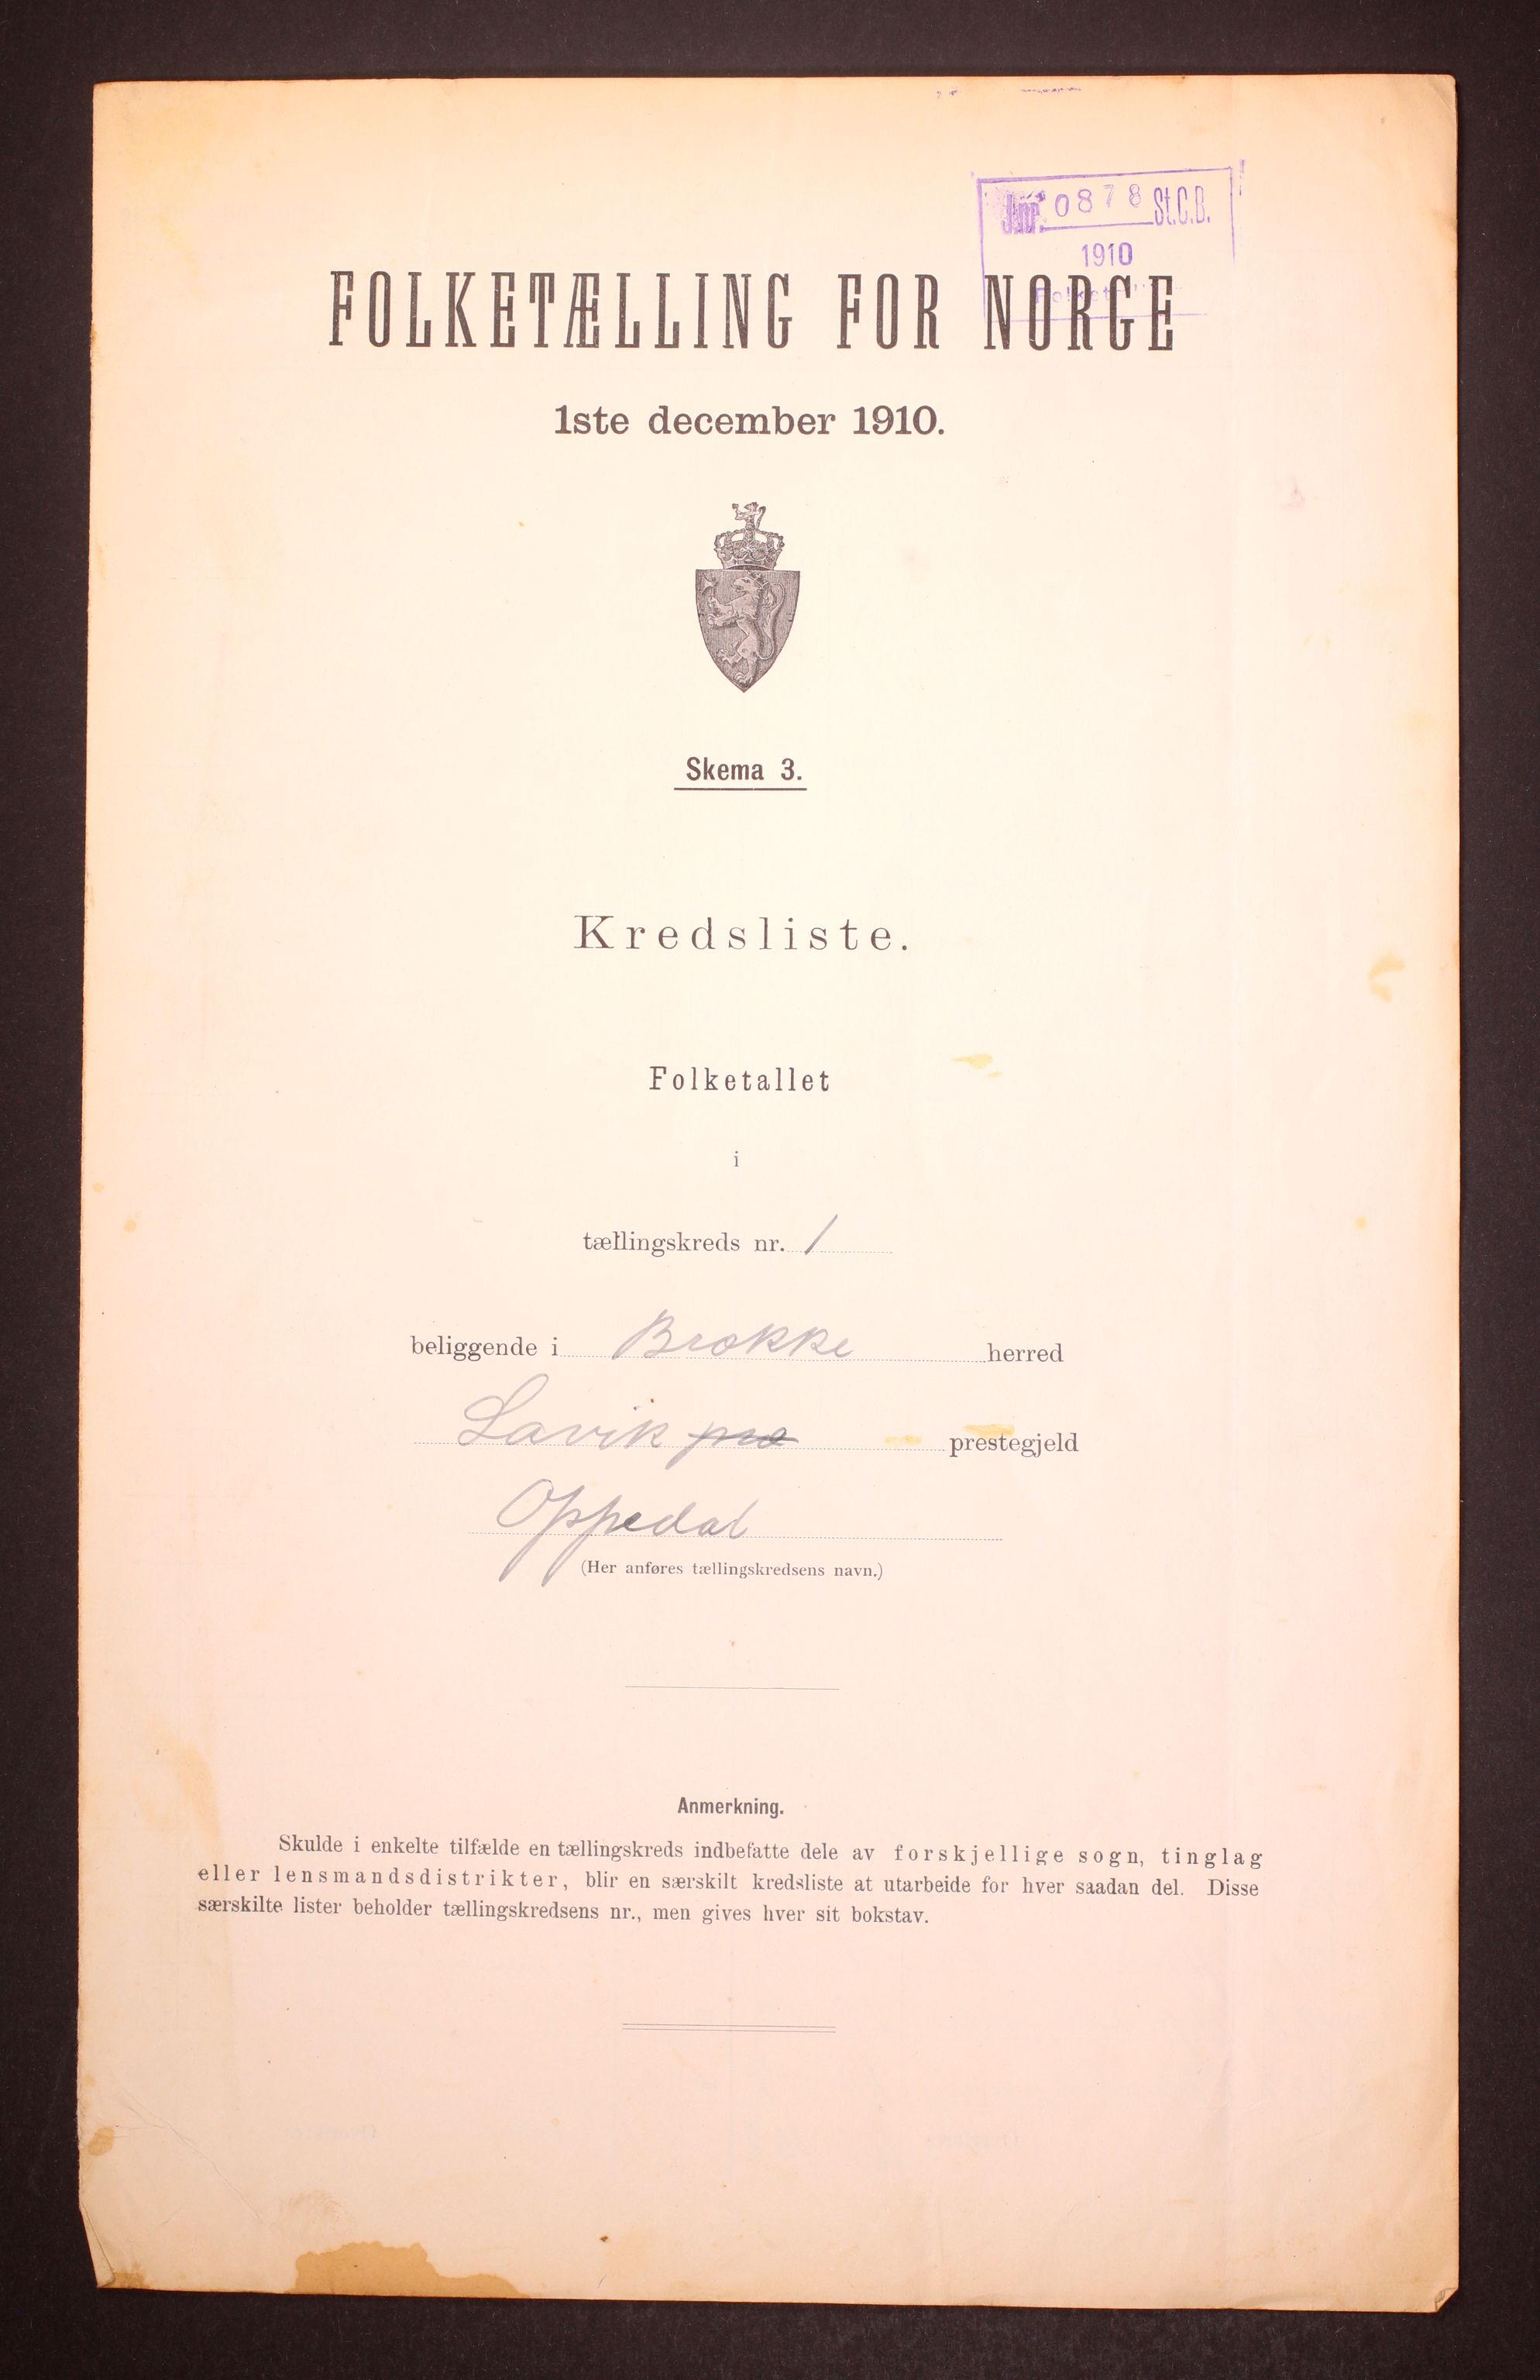 Jnr. 0878 St.C.B.
1910
FOLKETÆLLING FOR NORGE
1ste december 1910.
Skema 3.
Kredsliste.
Folketallet
i
tællingskreds nr. 1
beliggende i Brekke herred
Lavik prestegjeld
Oppedal
(Her anføres tællingskredsens navn.)
Anmerkning.
Skulde i enkelte tilfælde en tællingskreds indbefatte dele av forskjellige sogn, tinglag
eller lensmandsdistrikter, blir en særskilt kredsliste at utarbeide for hver saadan del. Disse
særskilte lister beholder tællingskredsens nr., men gives hver sit bokstav.